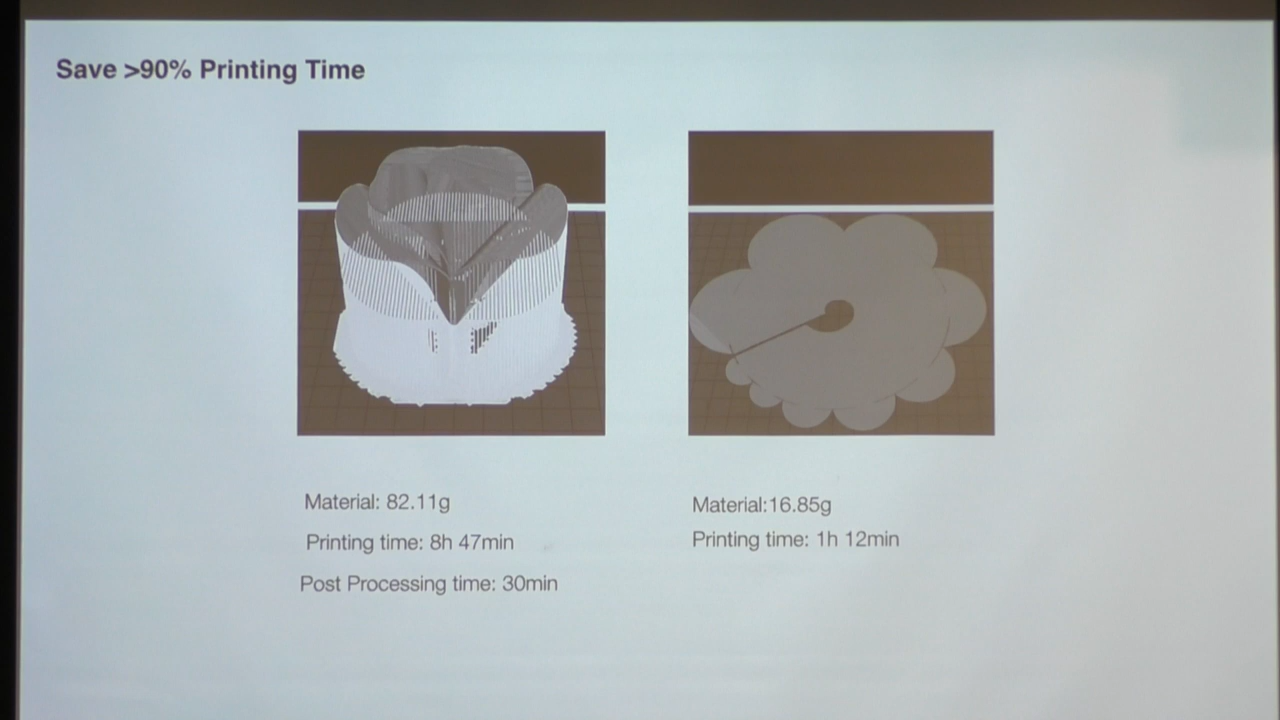 Save >90% Printing Time
Material: 82.11g
Printing time: 8h 47min
Post Processing time: 30min
Material:16.85g
Printing time: 1h 12min